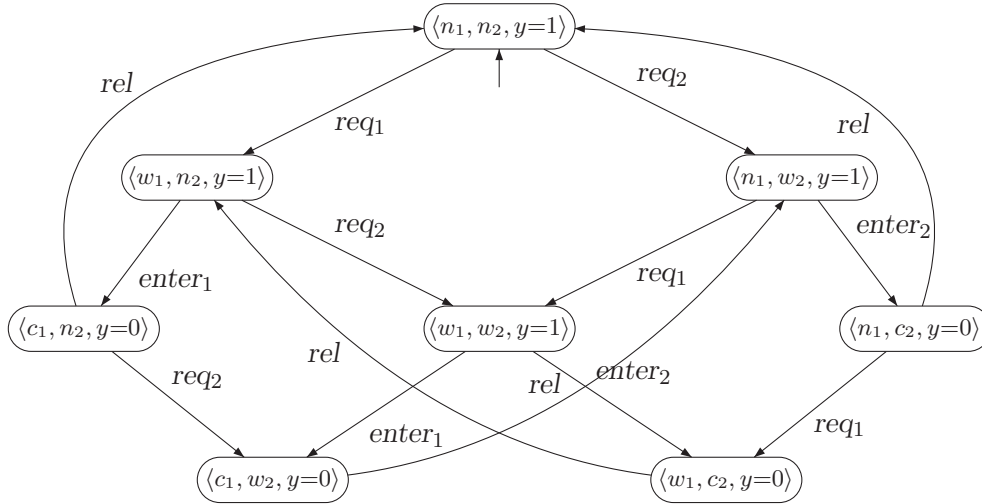 ⟨n₁, n₂, y=1⟩
rel
req₂
req₁
rel
⟨w₁, n₂, y=1⟩
⟨n₁, w₂, y=1⟩
req₂
enter₂
enter₁
req₁
⟨c₁, n₂, y=0⟩
⟨w₁, w₂, y=1⟩
⟨n₁, c₂, y=0⟩
rel
req₂
rel
enter₂
enter₁
req₁
⟨c₁, w₂, y=0⟩
⟨w₁, c₂, y=0⟩